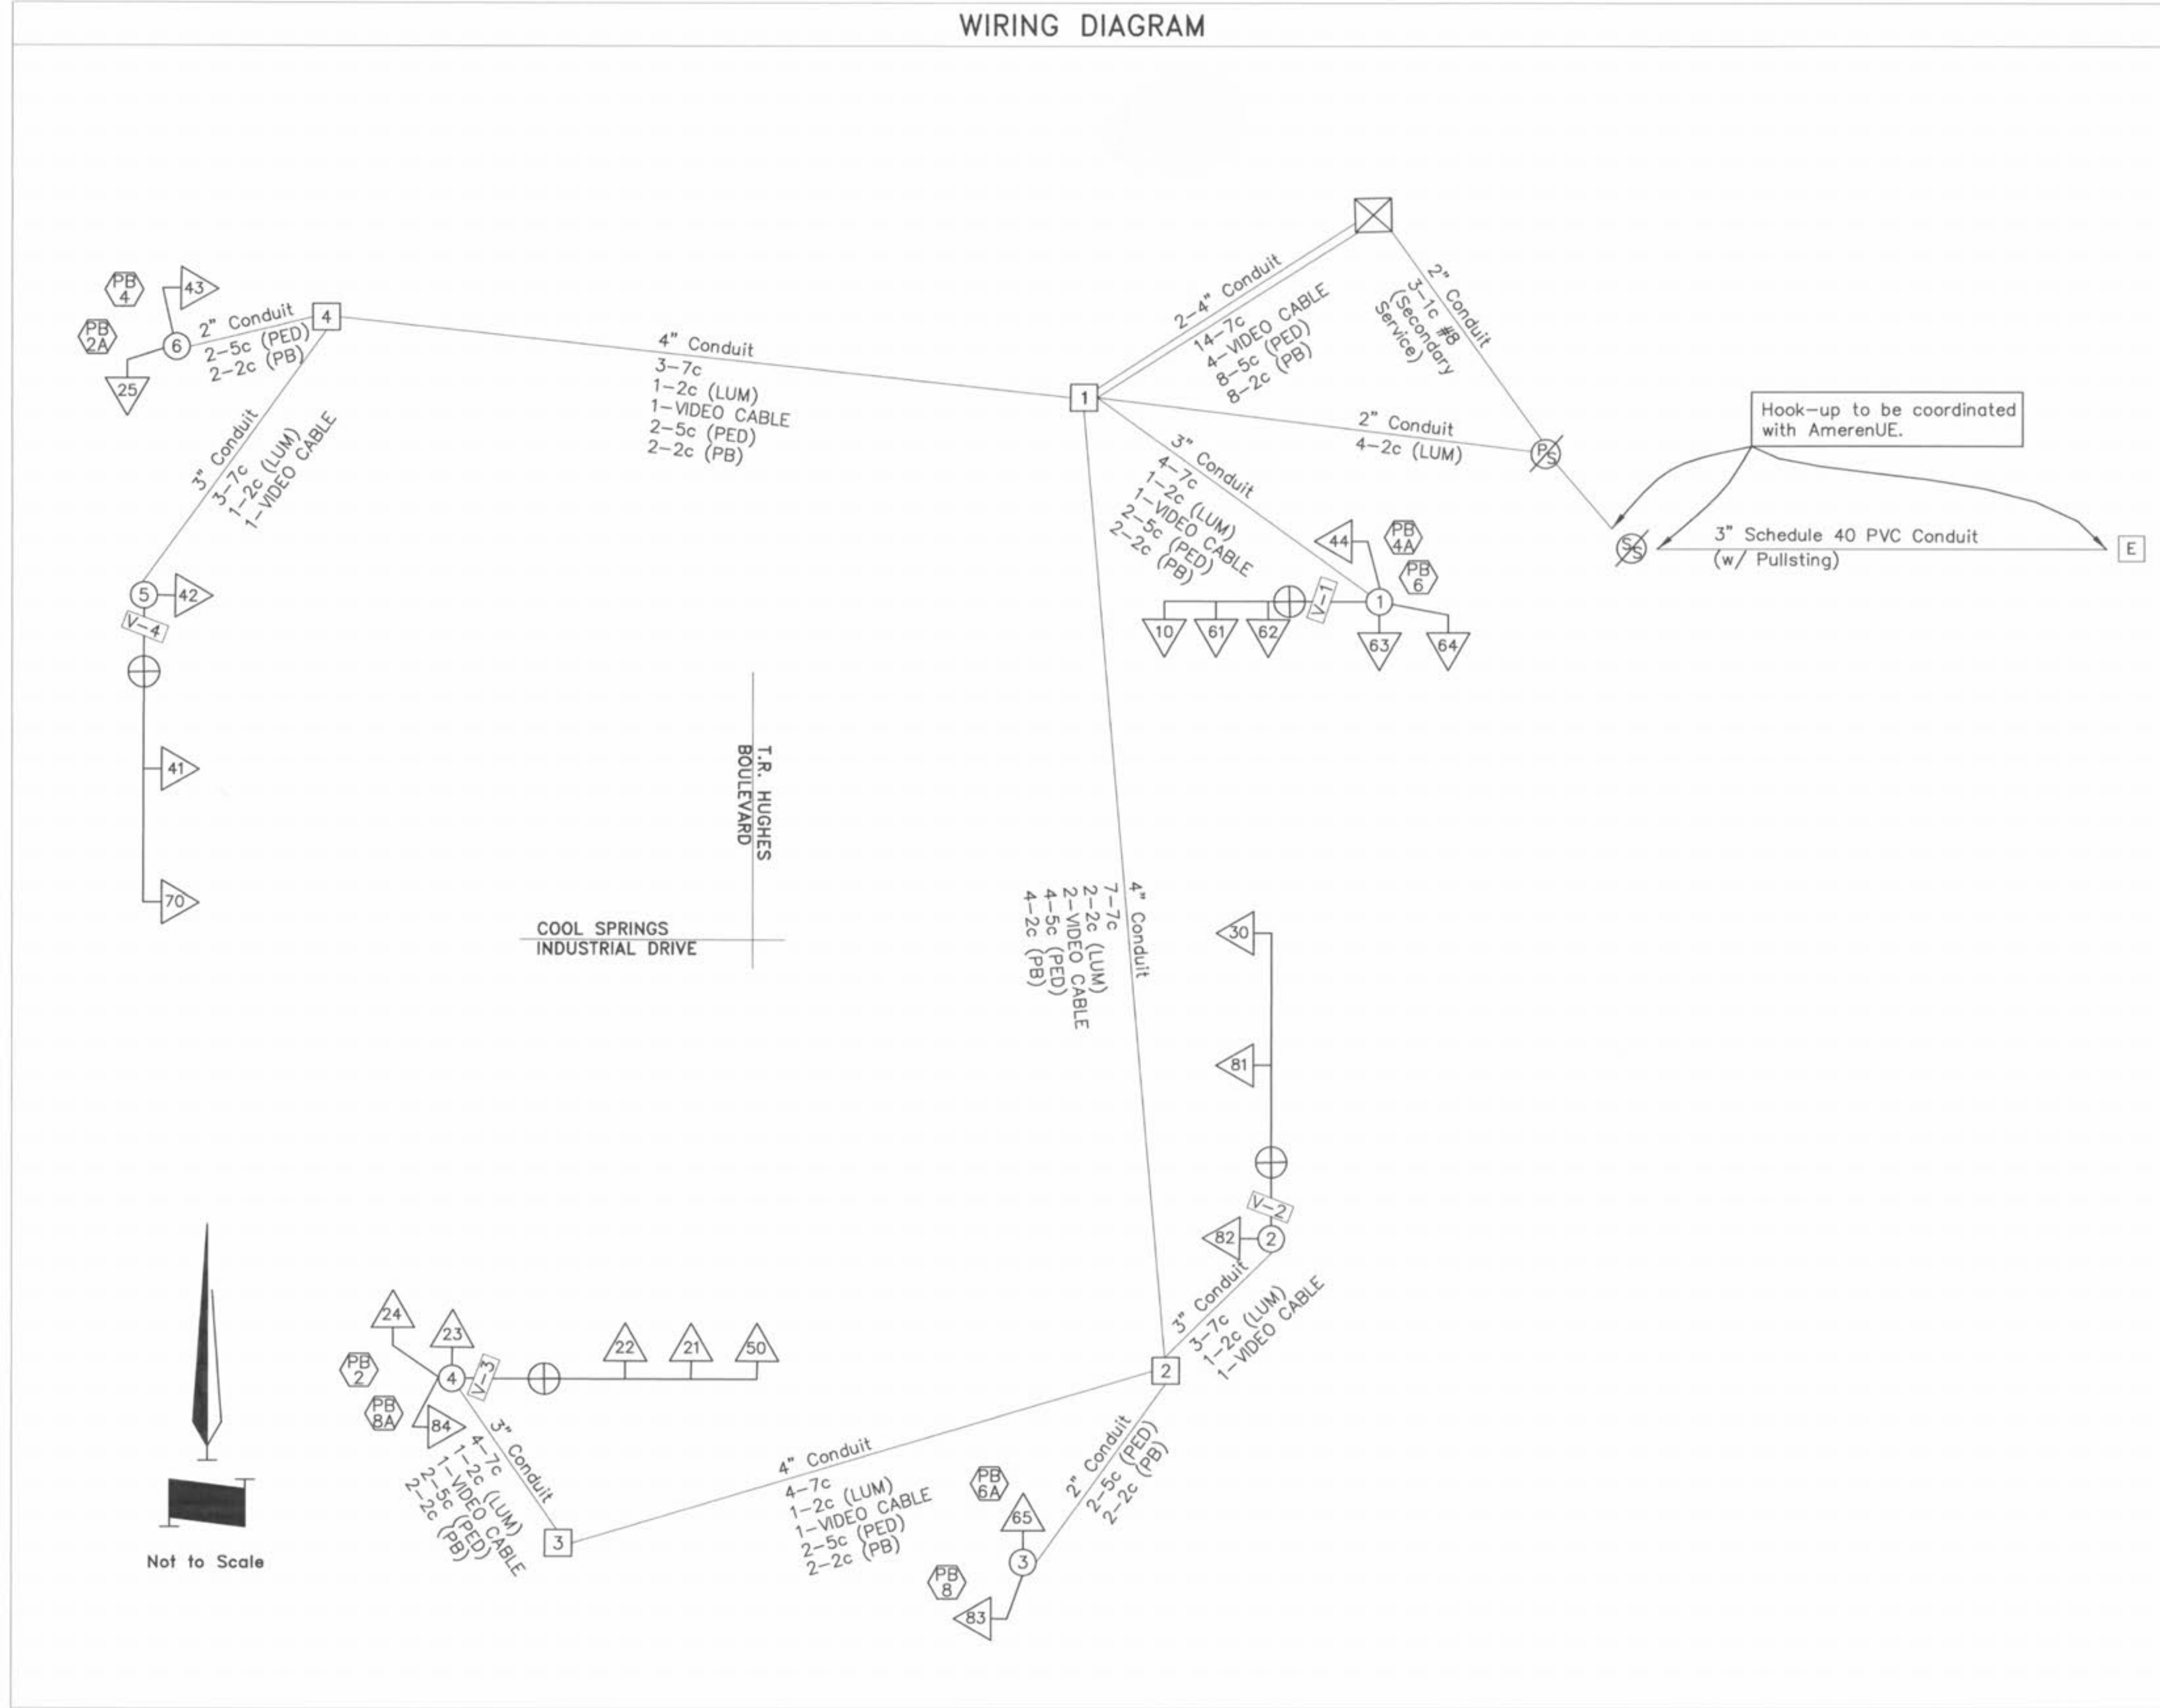 WIRING DIAGRAM
2-4" Conduit
14-7c
4-VIDEO CABLE
8-5c (PED)
8-2c (PB)
2" Conduit
3-1c #8
(Secondary
Service)
PB
4
43
PB
2A
6
25
2" Conduit
2-5c (PED)
2-2c (PB)
4
4" Conduit
3-7c
1-2c (LUM)
1-VIDEO CABLE
2-5c (PED)
2-2c (PB)
1
2" Conduit
4-2c (LUM)
PS
Hook-up to be coordinated
with AmerenUE.
SS
3" Schedule 40 PVC Conduit
(w/ Pullsting)
E
3" Conduit
3-7c
1-2c (LUM)
1-VIDEO CABLE
3" Conduit
4-7c
1-2c (LUM)
1-VIDEO CABLE
2-5c (PED)
2-2c (PB)
44
PB
4A
PB
6
1
V-1
10
61
62
63
64
5
42
V-4
41
70
T.R. HUGHES
BOULEVARD
COOL SPRINGS
INDUSTRIAL DRIVE
4" Conduit
7-7c
2-2c (LUM)
2-VIDEO CABLE
4-5c (PED)
4-2c (PB)
30
81
V-2
82
2
3" Conduit
3-7c
1-2c (LUM)
1-VIDEO CABLE
2
24
23
22
21
50
PB
2
4
V-3
PB
8A
84
3" Conduit
4-7c
1-2c (LUM)
1-VIDEO CABLE
2-5c (PED)
2-2c (PB)
3
4" Conduit
4-7c
1-2c (LUM)
1-VIDEO CABLE
2-5c (PED)
2-2c (PB)
2" Conduit
2-5c (PED)
2-2c (PB)
PB
6A
65
3
PB
8
83
Not to Scale